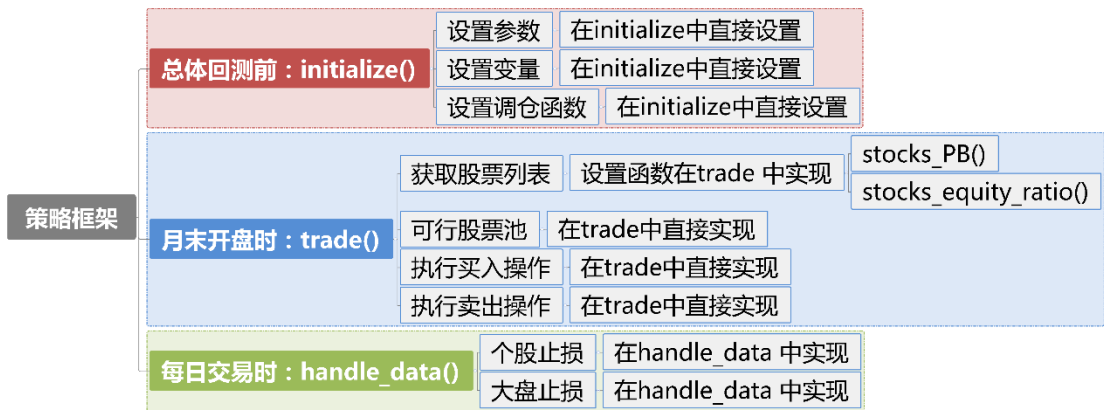 策略框架
总体回测前：initialize()
设置参数 在initialize中直接设置
设置变量 在initialize中直接设置
设置调仓函数 在initialize中直接设置
月末开盘时：trade()
获取股票列表 设置函数在trade 中实现
stocks_PB()
stocks_equity_ratio()
可行股票池 在trade中直接实现
执行买入操作 在trade中直接实现
执行卖出操作 在trade中直接实现
每日交易时：handle_data()
个股止损 在handle_data 中实现
大盘止损 在handle_data 中实现